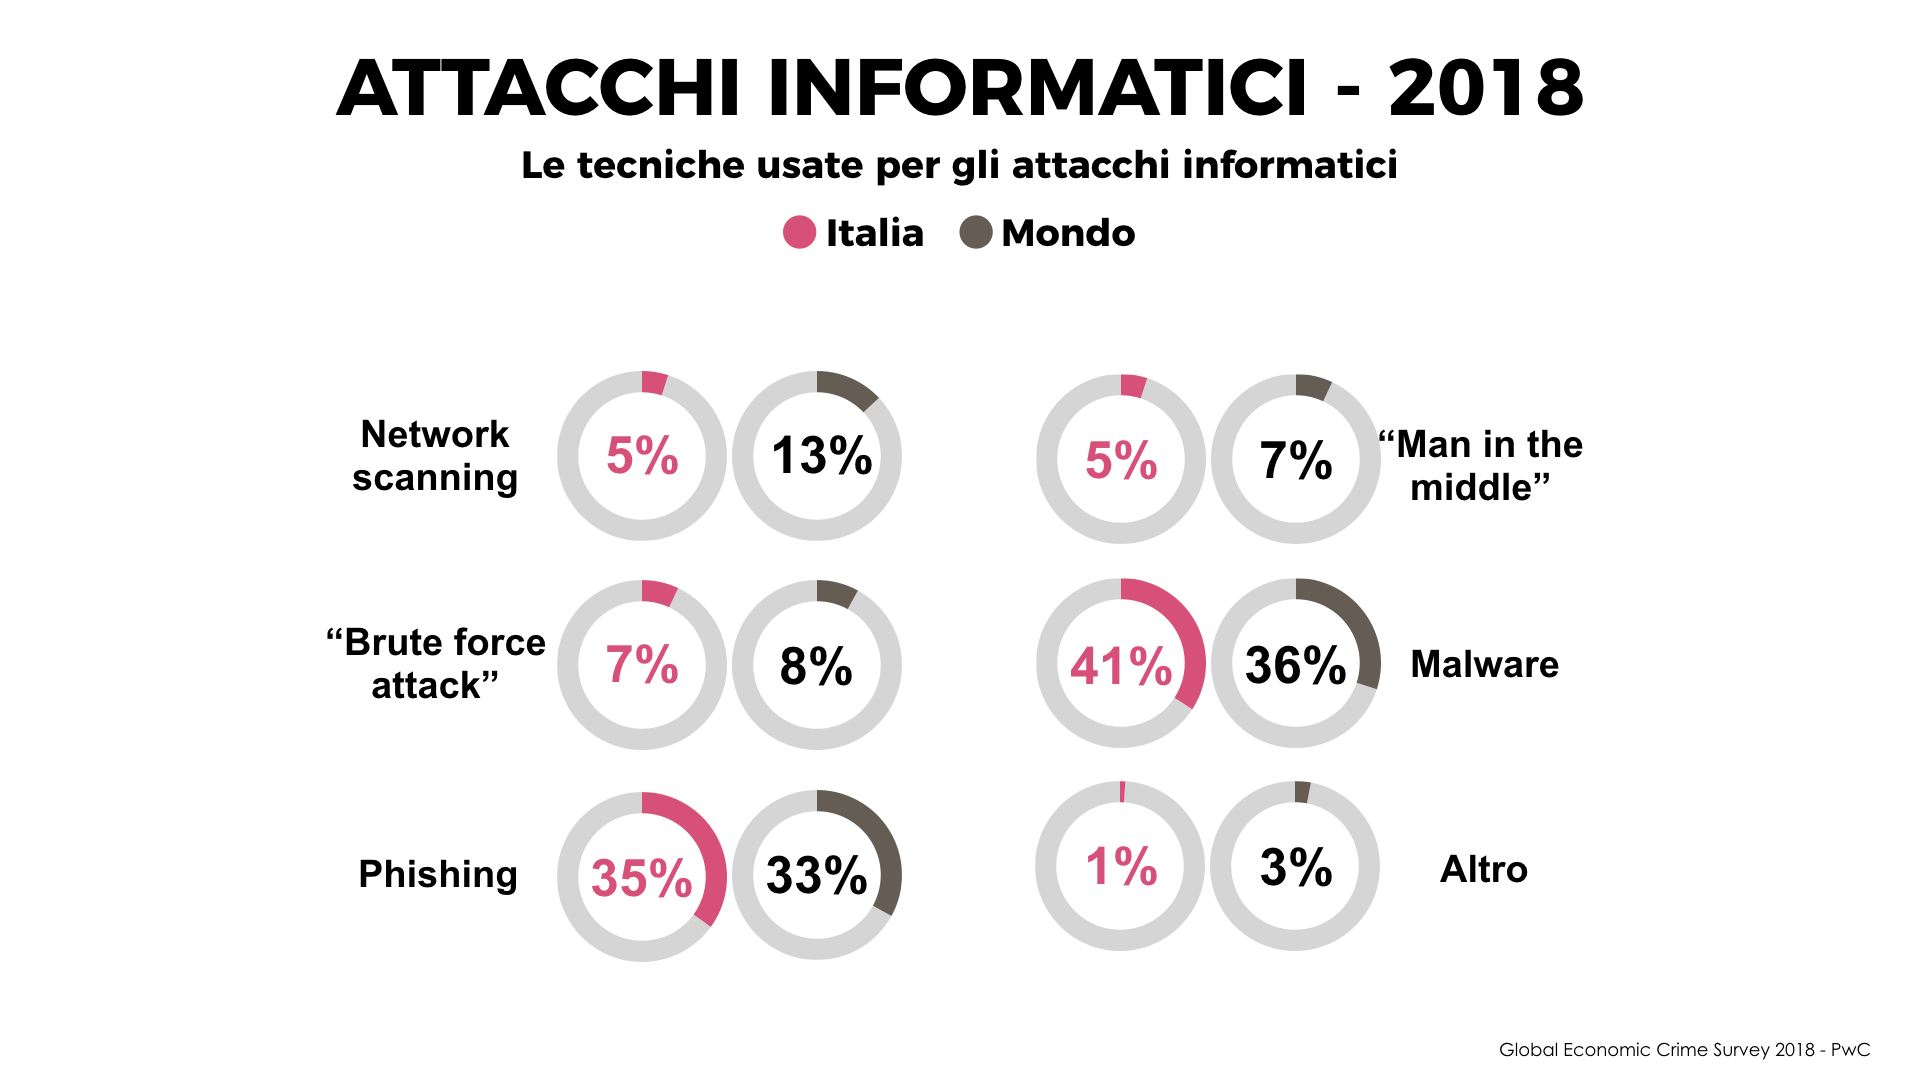 ATTACCHI INFORMATICI - 2018
Le tecniche usate per gli attacchi informatici
Italia Mondo
Network
scanning
5% 13%
5% 7%
“Man in the
middle”
“Brute force
attack”
7% 8%
41% 36%
Malware
Phishing
35% 33%
1% 3%
Altro
Global Economic Crime Survey 2018 - PwC